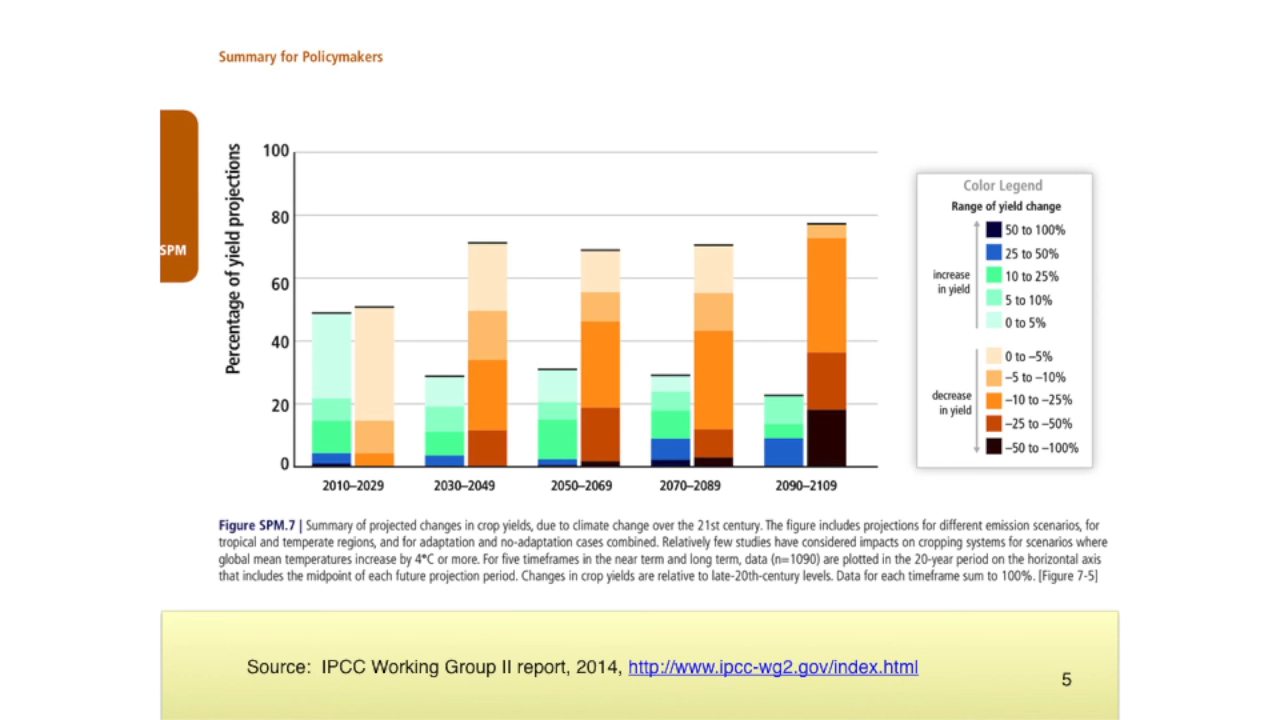 Summary for Policymakers
SPM
Percentage of yield projections
100
80
60
40
20
0
2010–2029
2030–2049
2050–2069
2070–2089
2090–2109
Color Legend
Range of yield change
increase
in yield
50 to 100%
25 to 50%
10 to 25%
5 to 10%
0 to 5%
decrease
in yield
0 to –5%
–5 to –10%
–10 to –25%
–25 to –50%
–50 to –100%
Figure SPM.7 | Summary of projected changes in crop yields, due to climate change over the 21st century. The figure includes projections for different emission scenarios, for
tropical and temperate regions, and for adaptation and no-adaptation cases combined. Relatively few studies have considered impacts on cropping systems for scenarios where
global mean temperatures increase by 4°C or more. For five timeframes in the near term and long term, data (n=1090) are plotted in the 20-year period on the horizontal axis
that includes the midpoint of each future projection period. Changes in crop yields are relative to late-20th-century levels. Data for each timeframe sum to 100%. [Figure 7-5]
Source: IPCC Working Group II report, 2014, http://www.ipcc-wg2.gov/index.html
5